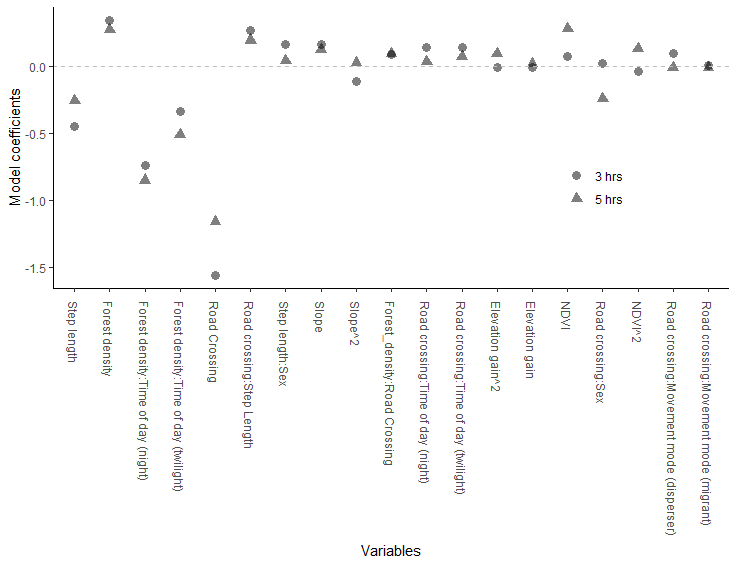 Model coefficients
0.0
-0.5
-1.0
-1.5
3 hrs
5 hrs
Step length
Forest density
Forest density:Time of day (night)
Forest density:Time of day (twilight)
Road Crossing
Road crossing:Step Length
Step length:Sex
Slope
Slope^2
Forest_density:Road Crossing
Road crossing:Time of day (night)
Road crossing:Time of day (twilight)
Elevation gain^2
Elevation gain
NDVI
Road crossing:Sex
NDVI^2
Road crossing:Movement mode (disperser)
Road crossing:Movement mode (migrant)
Variables